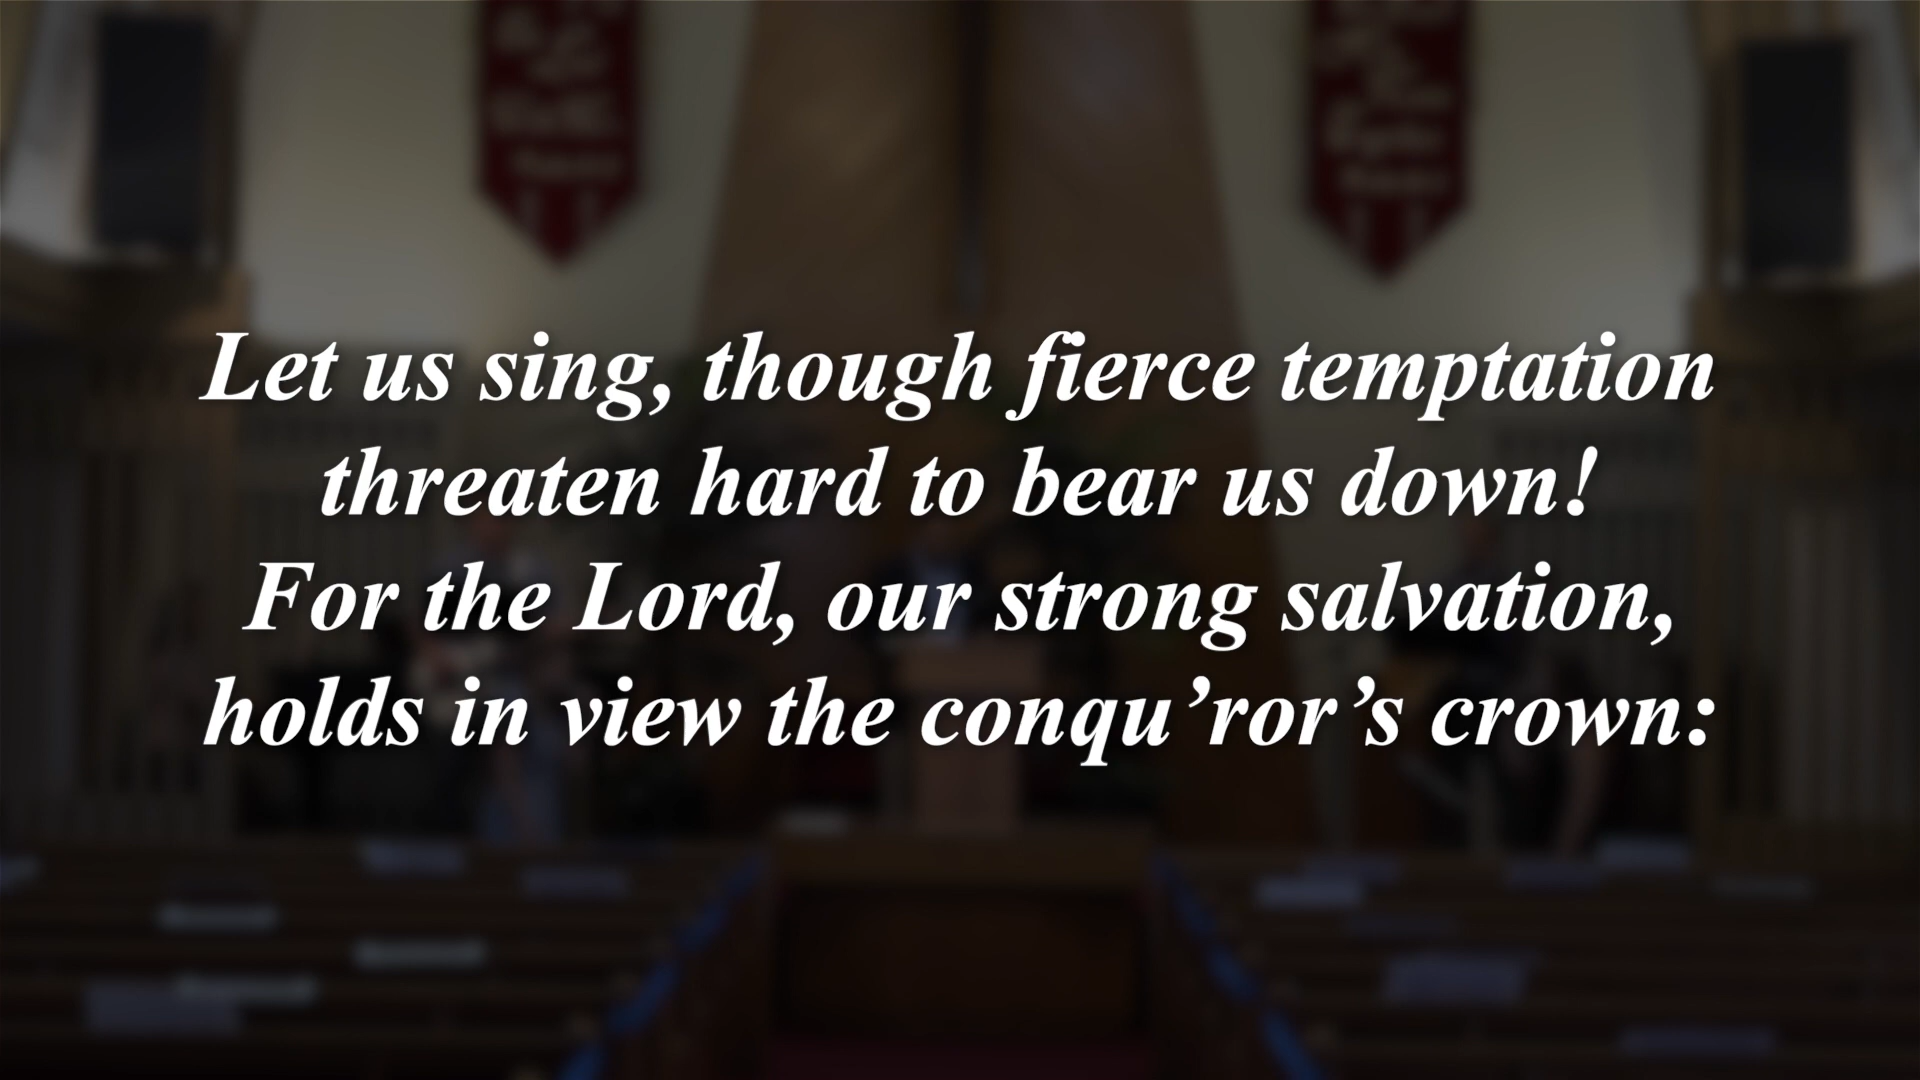 Let us sing, though fierce temptation
threaten hard to bear us down!
For the Lord, our strong salvation,
holds in view the conqu’ror’s crown: